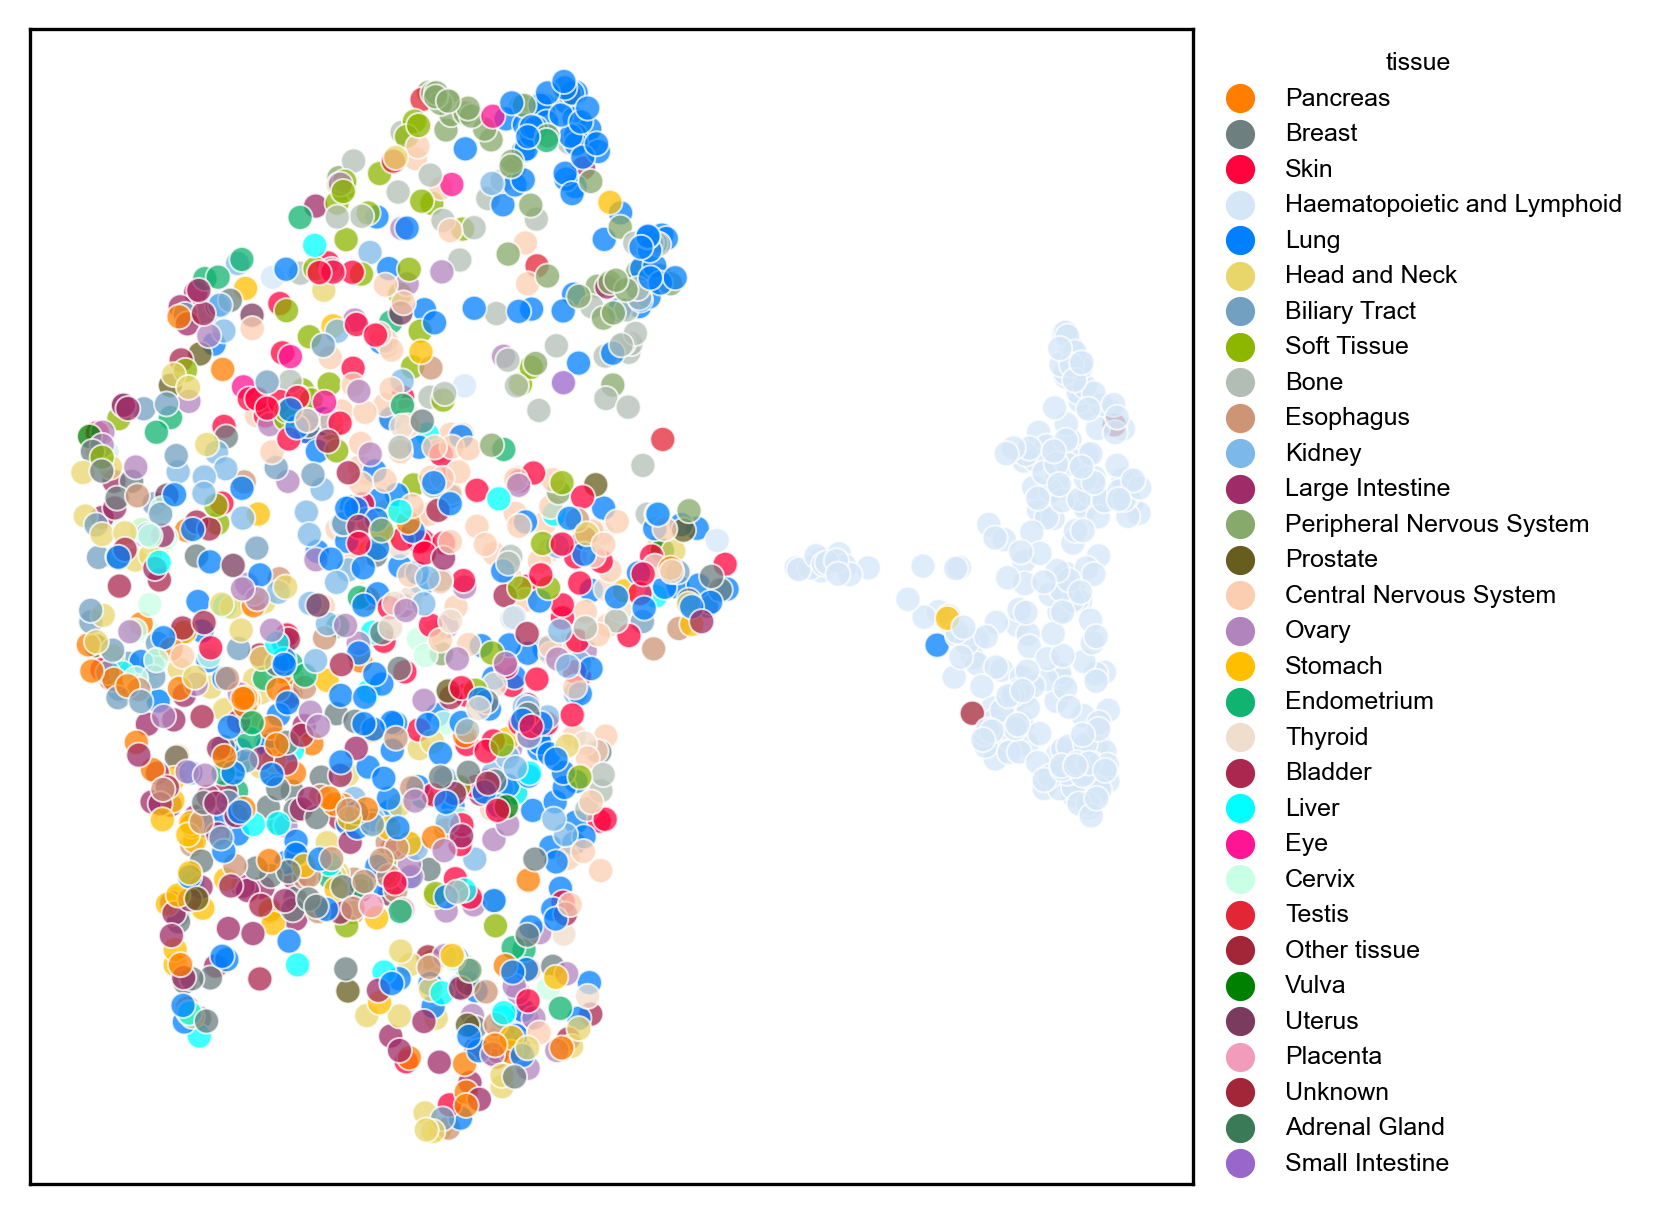 tissue
Pancreas
Breast
Skin
Haematopoietic and Lymphoid
Lung
Head and Neck
Biliary Tract
Soft Tissue
Bone
Esophagus
Kidney
Large Intestine
Peripheral Nervous System
Prostate
Central Nervous System
Ovary
Stomach
Endometrium
Thyroid
Bladder
Liver
Eye
Cervix
Testis
Other tissue
Vulva
Uterus
Placenta
Unknown
Adrenal Gland
Small Intestine